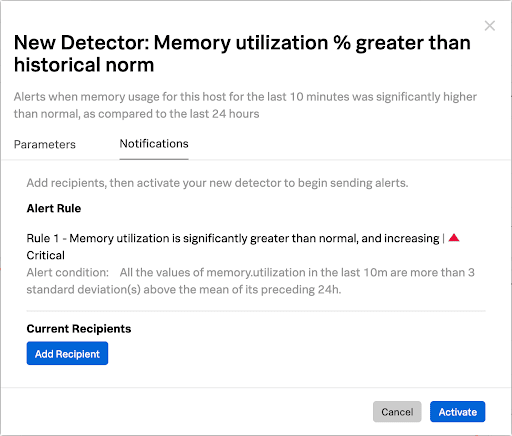 New Detector: Memory utilization % greater than
historical norm
Alerts when memory usage for this host for the last 10 minutes was significantly higher
than normal, as compared to the last 24 hours
Parameters Notifications
Add recipients, then activate your new detector to begin sending alerts.
Alert Rule
Rule 1 - Memory utilization is significantly greater than normal, and increasing |
Critical
Alert condition: All the values of memory.utilization in the last 10m are more than 3
standard deviation(s) above the mean of its preceding 24h.
Current Recipients
Add Recipient
Cancel Activate